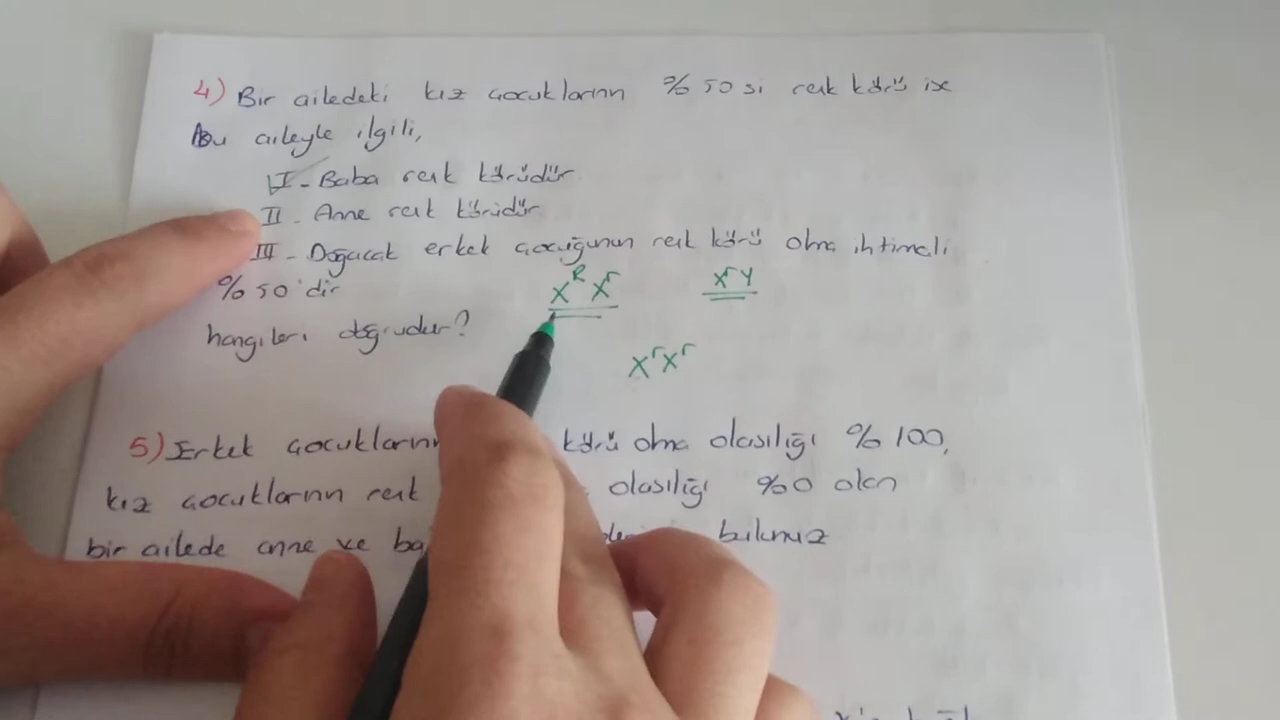 4) Bir ailedeki kız çocukların %50 si renk körü ise
Bu aileyle ilgili,
I- Baba renk körüdür
II- Anne renk körüdür
III- Doğacak erkek çocuğunun renk körü olma ihtimali
%50'dir
X^R X^r
X^r Y
hangileri doğrudur?
X^r X^r
5) Erkek çocukların körü olma olasılığı %100,
kız çocukların renk olasılığı %0 olan
bir ailede anne ve bulunuz